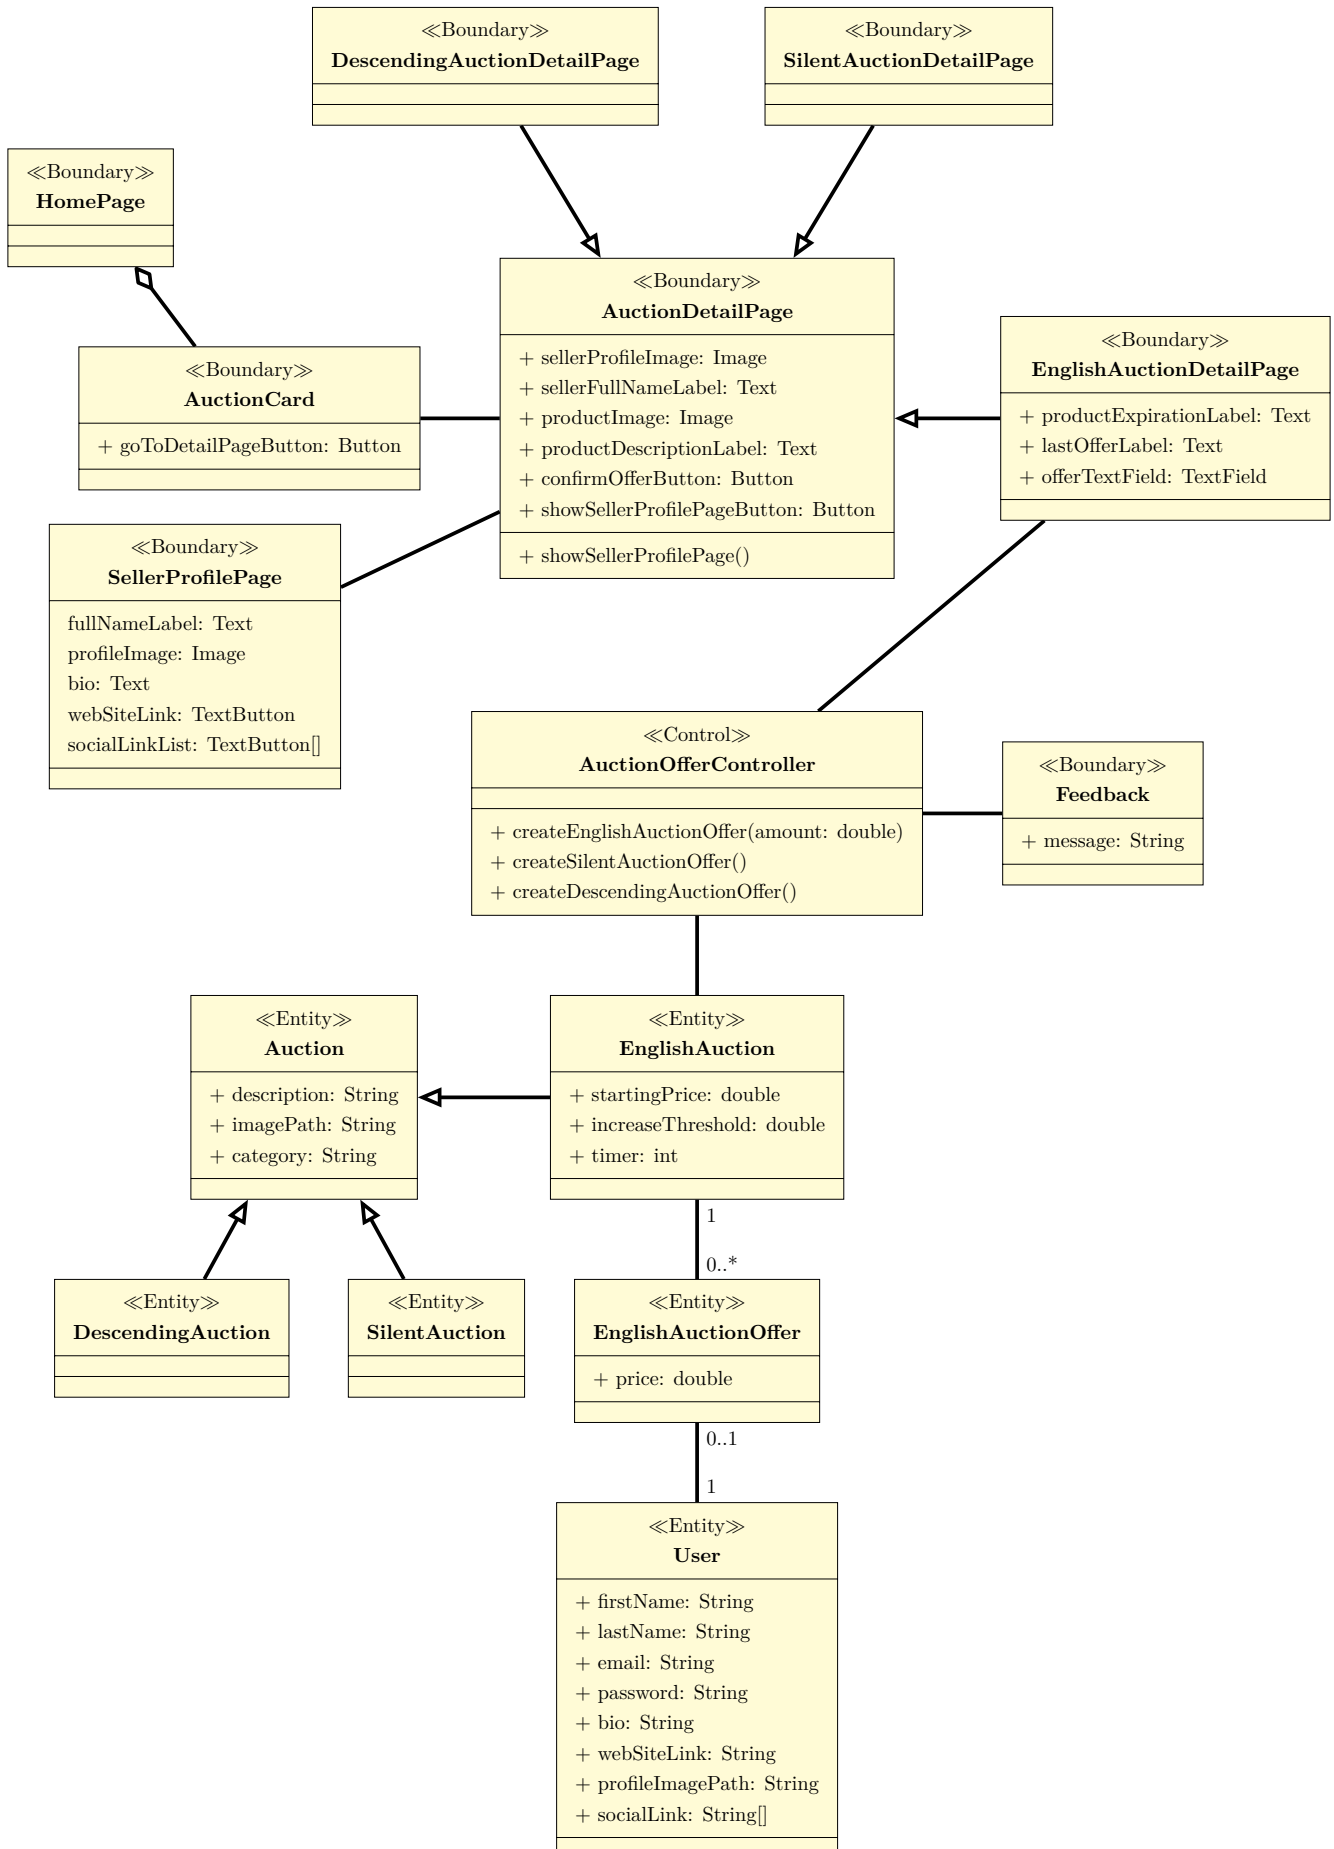 ≪Boundary≫
DescendingAuctionDetailPage
≪Boundary≫
SilentAuctionDetailPage
≪Boundary≫
HomePage
≪Boundary≫
AuctionDetailPage
+ sellerProfileImage: Image
+ sellerFullNameLabel: Text
+ productImage: Image
+ productDescriptionLabel: Text
+ confirmOfferButton: Button
+ showSellerProfilePageButton: Button
+ showSellerProfilePage()
≪Boundary≫
EnglishAuctionDetailPage
+ productExpirationLabel: Text
+ lastOfferLabel: Text
+ offerTextField: TextField
≪Boundary≫
AuctionCard
+ goToDetailPageButton: Button
≪Boundary≫
SellerProfilePage
fullNameLabel: Text
profileImage: Image
bio: Text
webSiteLink: TextButton
socialLinkList: TextButton[]
≪Control≫
AuctionOfferController
+ createEnglishAuctionOffer(amount: double)
+ createSilentAuctionOffer()
+ createDescendingAuctionOffer()
≪Boundary≫
Feedback
+ message: String
≪Entity≫
Auction
+ description: String
+ imagePath: String
+ category: String
≪Entity≫
EnglishAuction
+ startingPrice: double
+ increaseThreshold: double
+ timer: int
1
0..*
≪Entity≫
DescendingAuction
≪Entity≫
SilentAuction
≪Entity≫
EnglishAuctionOffer
+ price: double
0..1
1
≪Entity≫
User
+ firstName: String
+ lastName: String
+ email: String
+ password: String
+ bio: String
+ webSiteLink: String
+ profileImagePath: String
+ socialLink: String[]